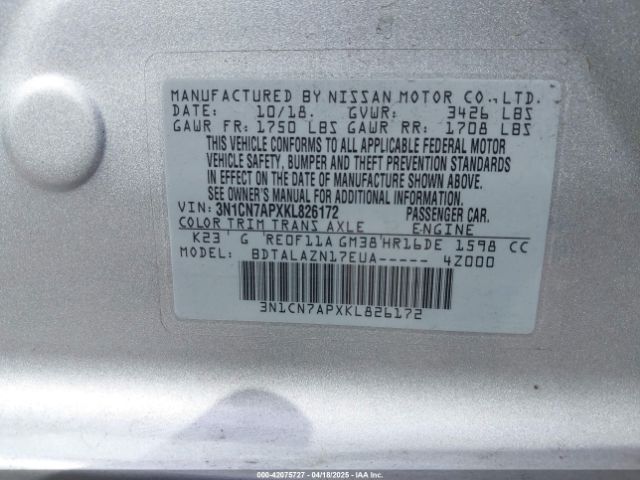 MANUFACTURED BY NISSAN MOTOR CO., LTD.
DATE: 10/18. GVWR: 3426 LBS
GAWR FR: 1750 LBS GAWR RR: 1708 LBS
THIS VEHICLE CONFORMS TO ALL APPLICABLE FEDERAL MOTOR
VEHICLE SAFETY, BUMPER AND THEFT PREVENTION STANDARDS
IN EFFECT ON THE DATE OF MANUFACTURE SHOWN ABOVE.
SEE OWNER'S MANUAL FOR ADDITIONAL INFORMATION.
VIN: 3N1CN7APXKL826172 PASSENGER CAR.
COLOR TRIM TRANS AXLE ENGINE
K23 G RE0F11A GM38 HR16DE 1598 CC
MODEL: BDTALAZN17EUA----- 4Z000
3N1CN7APXKL826172
000-42075727 - 04/18/2025 - IAAI.COM